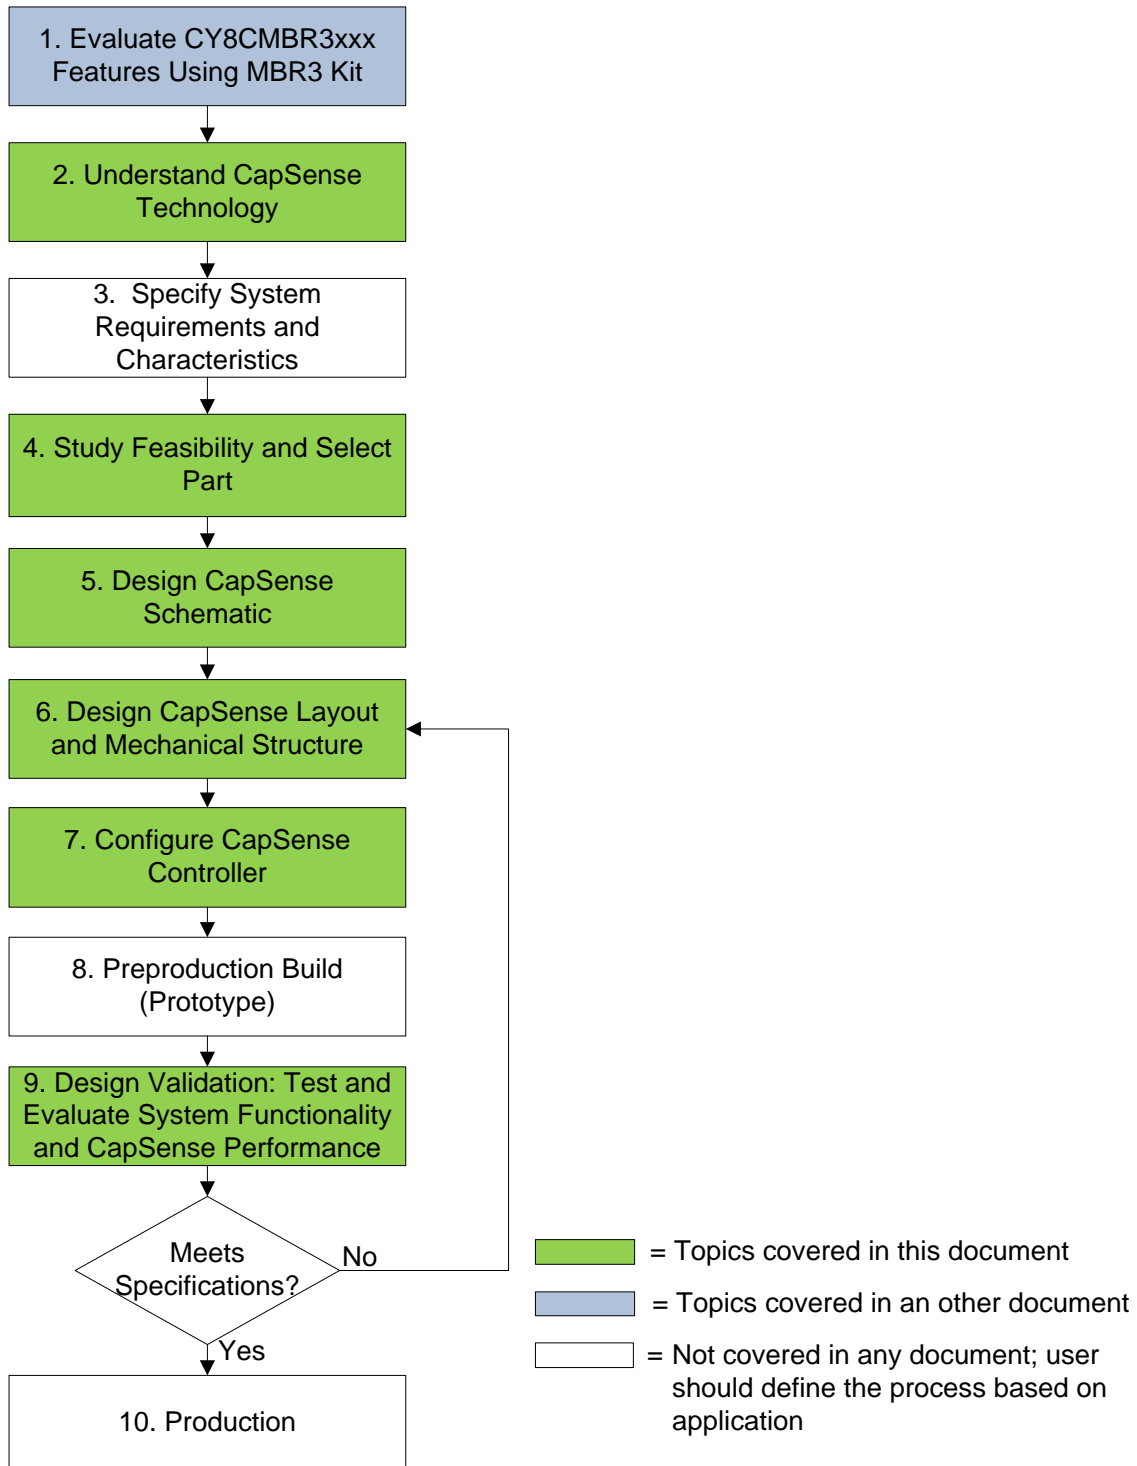 1. Evaluate CY8CMBR3xxx
Features Using MBR3 Kit
2. Understand CapSense
Technology
3. Specify System
Requirements and
Characteristics
4. Study Feasibility and Select
Part
5. Design CapSense
Schematic
6. Design CapSense Layout
and Mechanical Structure
7. Configure CapSense
Controller
8. Preproduction Build
(Prototype)
9. Design Validation: Test and
Evaluate System Functionality
and CapSense Performance
Meets
Specifications?
No
Yes
10. Production
= Topics covered in this document
= Topics covered in an other document
= Not covered in any document; user
should define the process based on
application